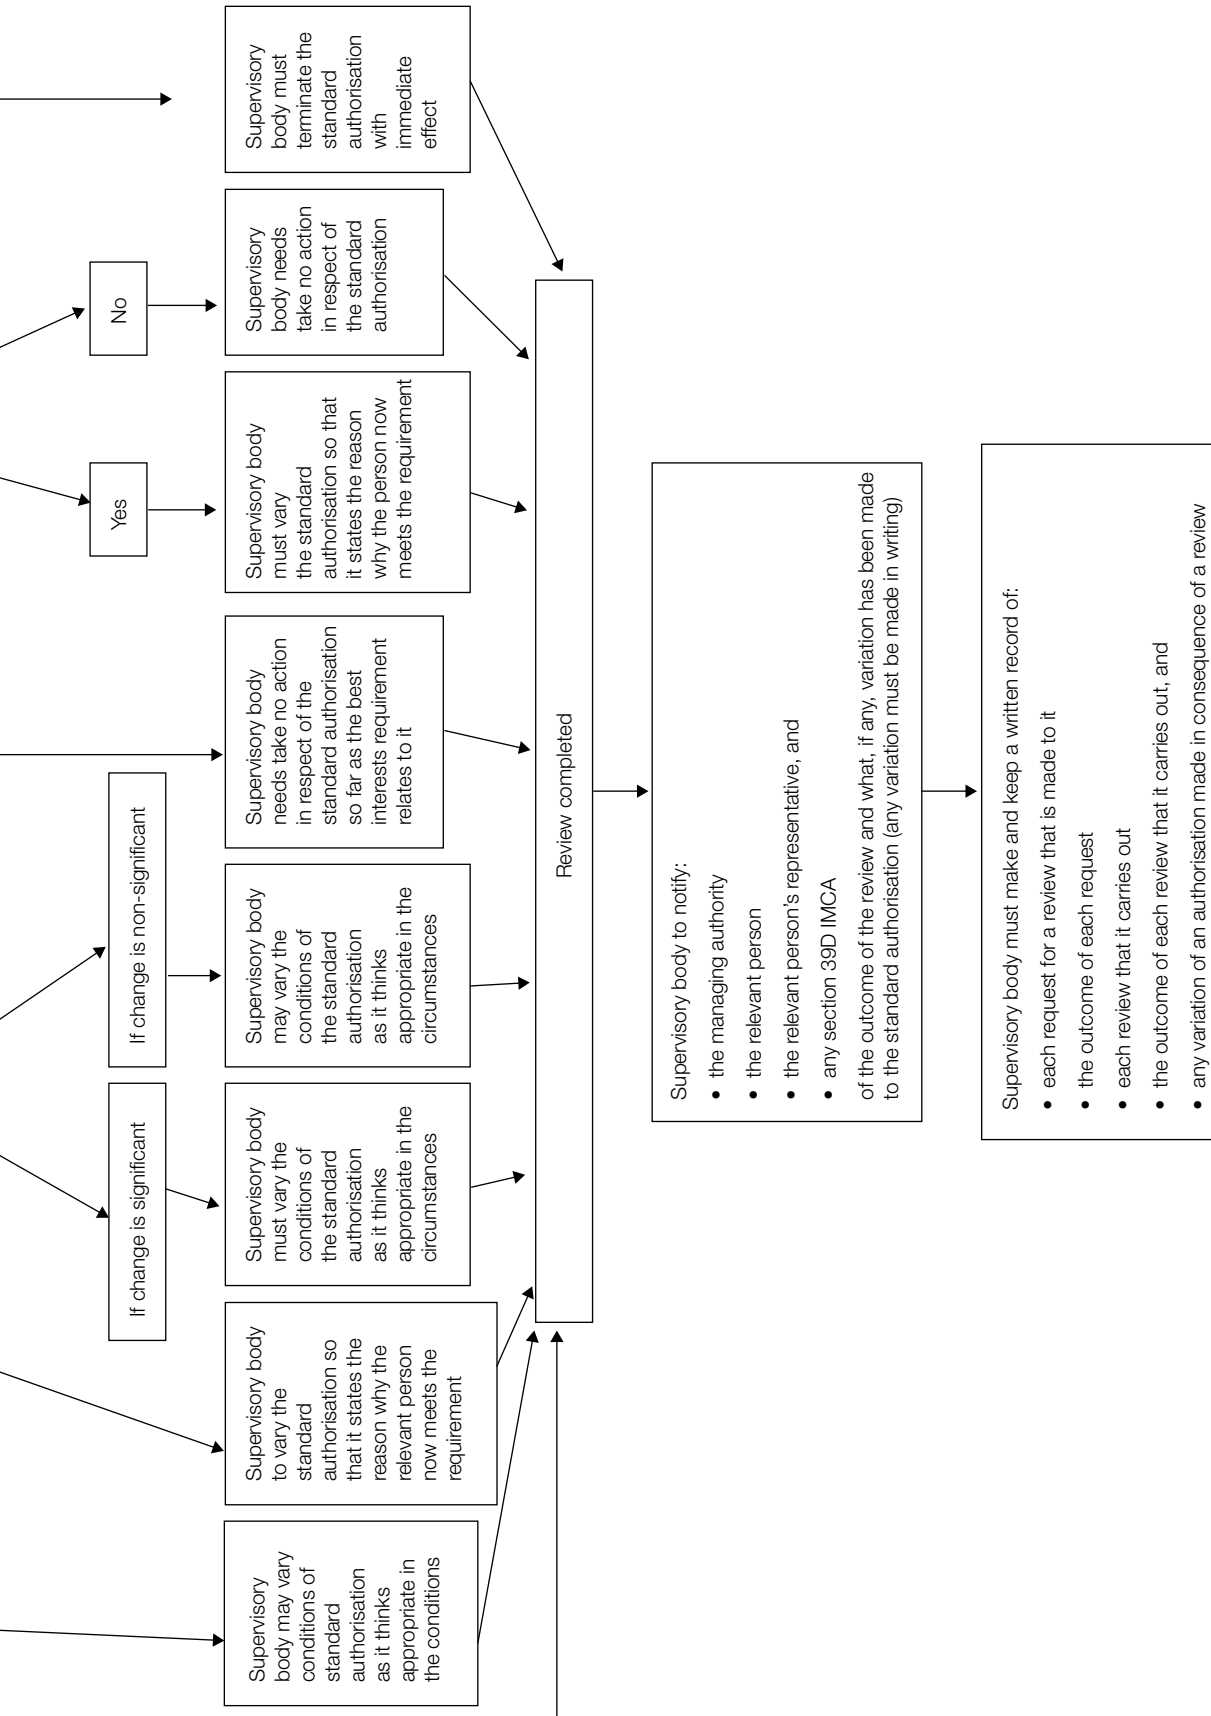 If change is significant
If change is non-significant
Yes
No
Supervisory
body may vary
conditions of
standard
authorisation
as it thinks
appropriate in
the conditions
Supervisory body
to vary the
standard
authorisation so
that it states the
reason why the
relevant person
now meets the
requirement
Supervisory body
must vary the
conditions of
the standard
authorisation
as it thinks
appropriate in the
circumstances
Supervisory body
may vary the
conditions of
the standard
authorisation
as it thinks
appropriate in the
circumstances
Supervisory body
needs take no action
in respect of the
standard authorisation
so far as the best
interests requirement
relates to it
Supervisory body
must vary
the standard
authorisation so that
it states the reason
why the person now
meets the requirement
Supervisory
body needs
take no action
in respect of
the standard
authorisation
Supervisory
body must
terminate the
standard
authorisation
with
immediate
effect
Review completed
Supervisory body to notify:
• the managing authority
• the relevant person
• the relevant person's representative, and
• any section 39D IMCA
of the outcome of the review and what, if any, variation has been made
to the standard authorisation (any variation must be made in writing)
Supervisory body must make and keep a written record of:
• each request for a review that is made to it
• the outcome of each request
• each review that it carries out
• the outcome of each review that it carries out, and
• any variation of an authorisation made in consequence of a review